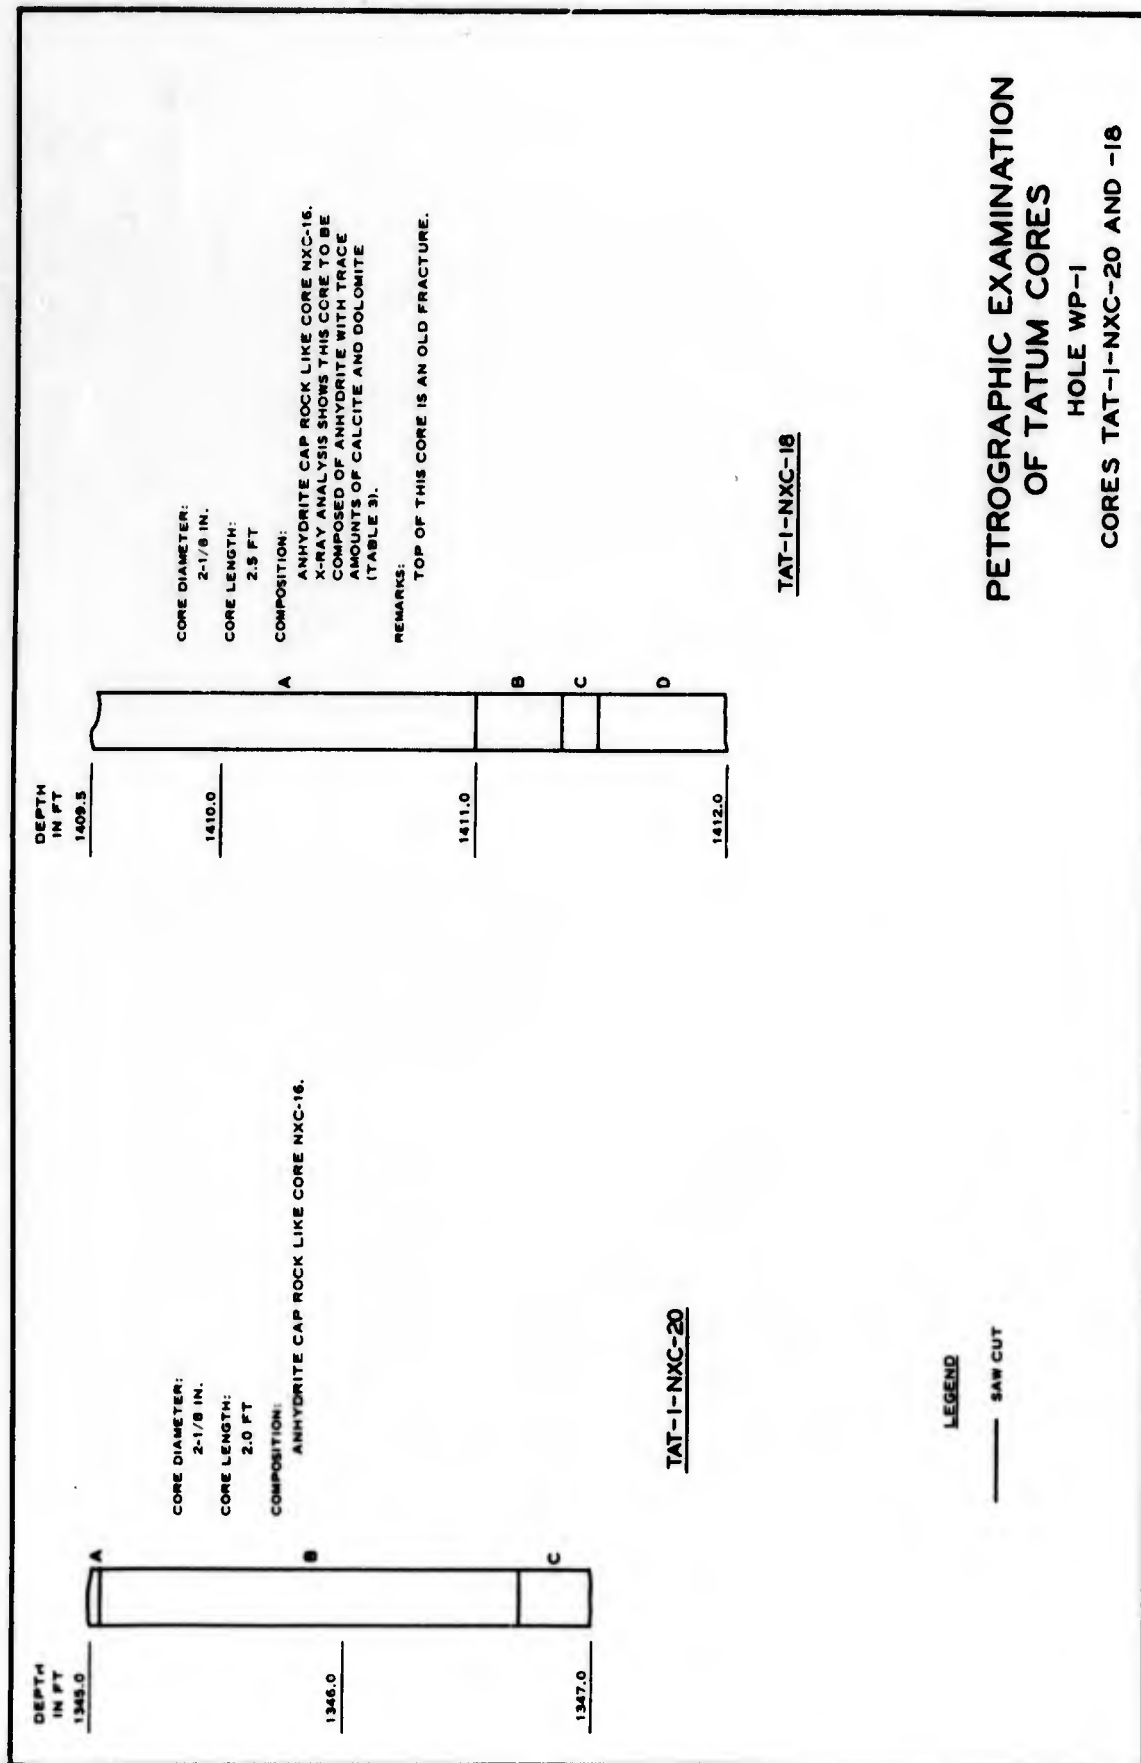 DEPTH
IN FT
1345.0
1346.0
1347.0
A
B
C
CORE DIAMETER:
2-1/8 IN.
CORE LENGTH:
2.0 FT
COMPOSITION:
ANHYDRITE CAP ROCK LIKE CORE NXC-16.
TAT-1-NXC-20
LEGEND
SAW CUT
DEPTH
IN FT
1409.5
1410.0
1411.0
1412.0
A
B
C
D
CORE DIAMETER:
2-1/8 IN.
CORE LENGTH:
2.5 FT
COMPOSITION:
ANHYDRITE CAP ROCK LIKE CORE NXC-16.
X-RAY ANALYSIS SHOWS THIS CORE TO BE
COMPOSED OF ANHYDRITE WITH TRACE
AMOUNTS OF CALCITE AND DOLOMITE
(TABLE 3).
REMARKS:
TOP OF THIS CORE IS AN OLD FRACTURE.
TAT-1-NXC-18
PETROGRAPHIC EXAMINATION
OF TATUM CORES
HOLE WP-1
CORES TAT-1-NXC-20 AND -18